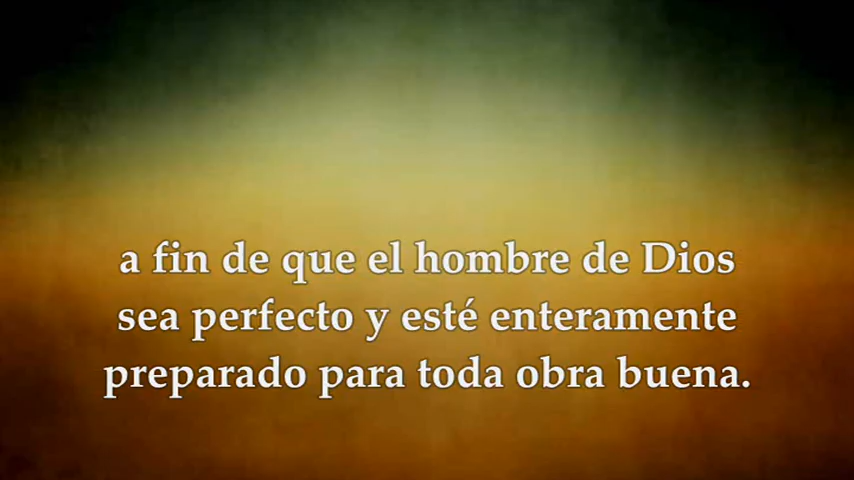 a fin de que el hombre de Dios
sea perfecto y esté enteramente
preparado para toda obra buena.